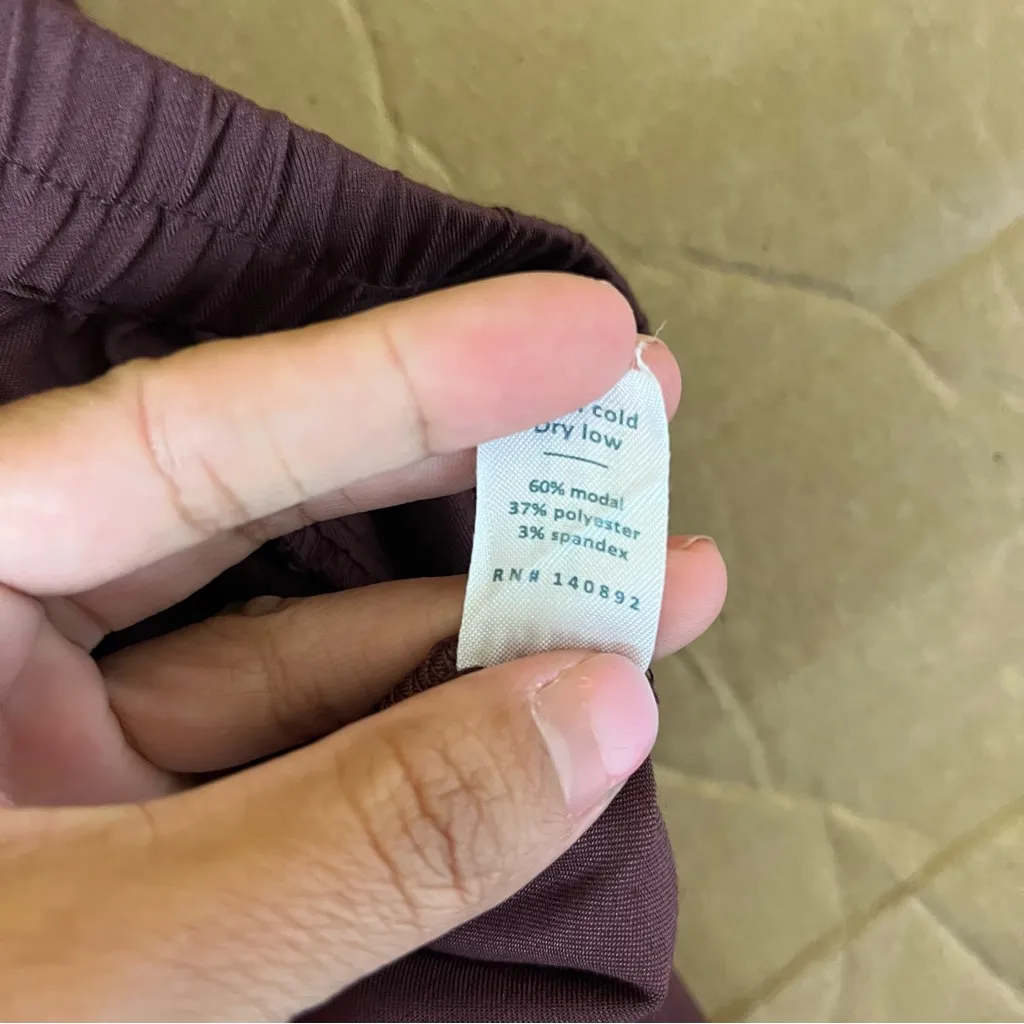 cold
Dry low
60% modal
37% polyester
3% spandex
RN# 140892